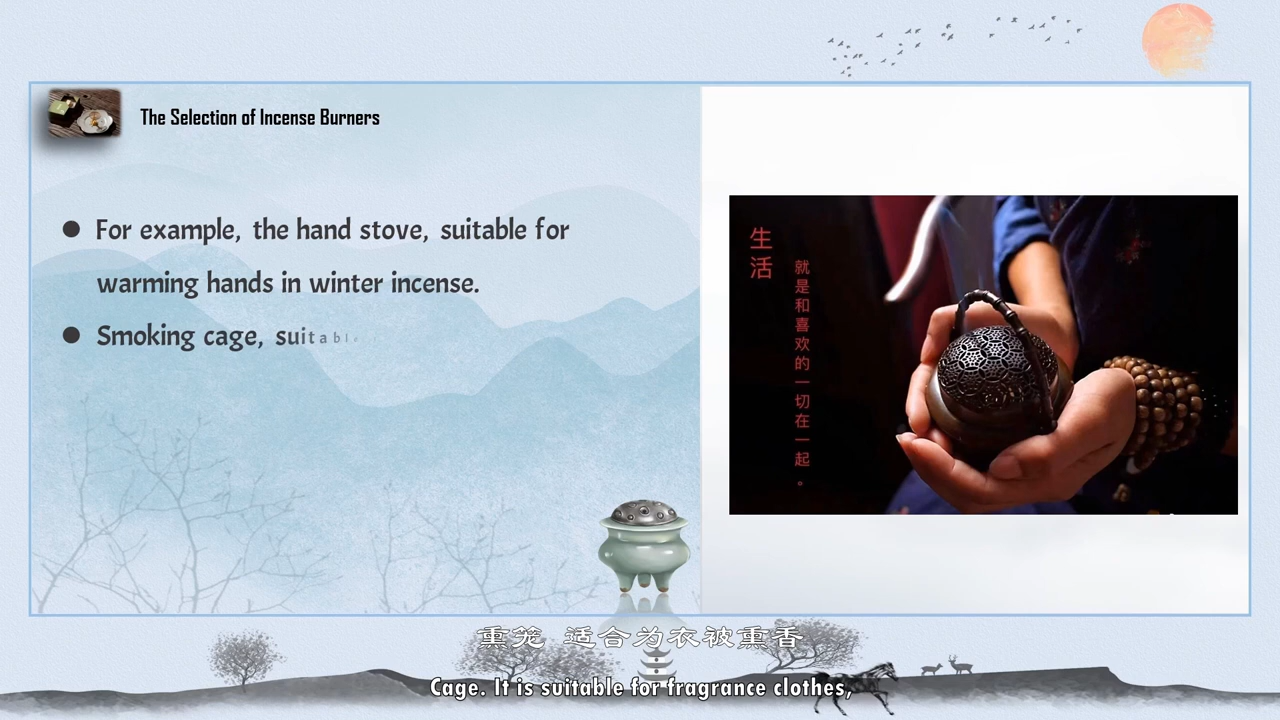 The Selection of Incense Burners
For example, the hand stove, suitable for
warming hands in winter incense.
Smoking cage, suitable
生活
就是和喜欢的一切在一起。
熏笼 适合为衣被熏香
Cage. It is suitable for fragrance clothes,